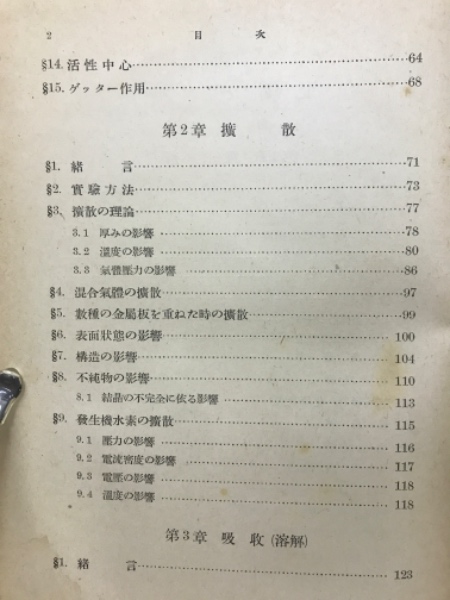 2 目次
§14. 活性中心 64
§15. ゲッター作用 68
第2章 擴散
§1. 緒言 71
§2. 實驗方法 73
§3. 擴散の理論 77
3.1 厚みの影響 78
3.2 溫度の影響 80
3.3 氣體壓力の影響 86
§4. 混合氣體の擴散 97
§5. 數種の金屬板を重ねた時の擴散 99
§6. 表面狀態の影響 100
§7. 構造の影響 104
§8. 不純物の影響 110
8.1 結晶の不完全に依る影響 113
§9. 發生機水素の擴散 115
9.1 壓力の影響 116
9.2 電流密度の影響 117
9.3 電壓の影響 118
9.4 溫度の影響 118
第3章 吸收(溶解)
§1. 緒言 123